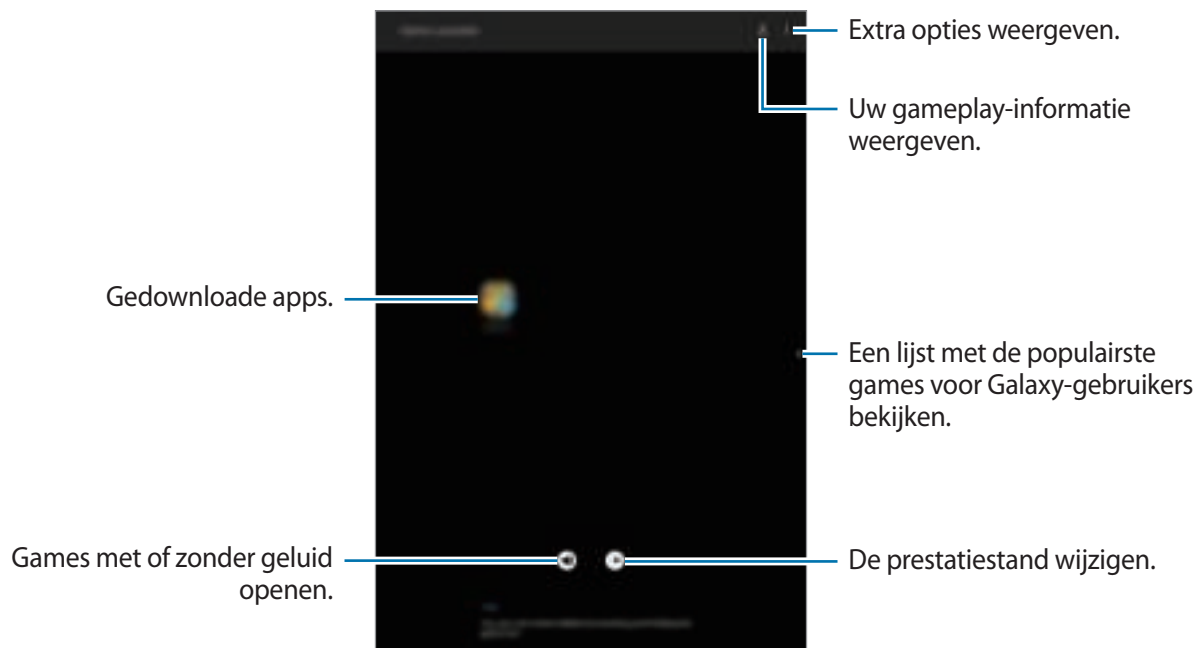 Extra opties weergeven.
Uw gameplay-informatie
weergeven.
Gedownloade apps.
Een lijst met de populairste
games voor Galaxy-gebruikers
bekijken.
Games met of zonder geluid
openen.
De prestatiestand wijzigen.